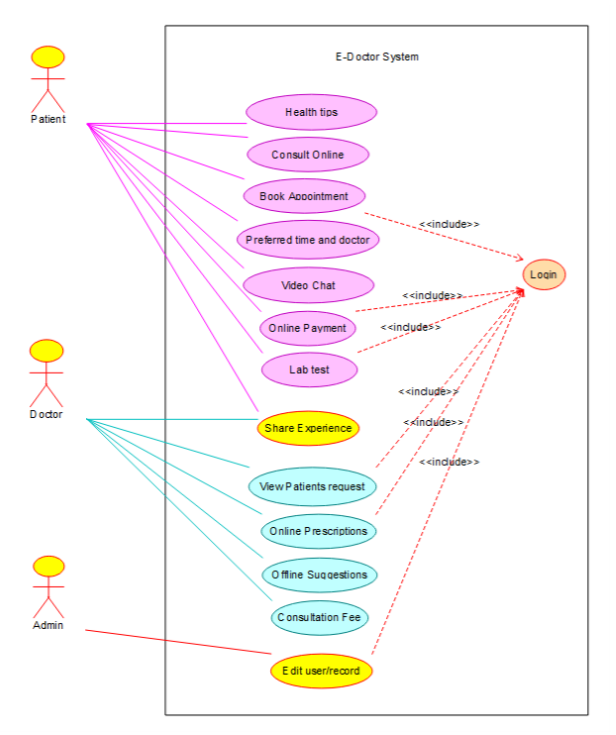 E-Doctor System
Patient
Health tips
Consult Online
Book Appointment
<<include>>
Preferred time and doctor
Login
Video Chat
<<include>>
Online Payment
<<include>>
Lab test
<<include>>
Doctor
Share Experience
<<include>>
<<include>>
View Patients request
Online Prescriptions
Offline Suggestions
Consultation Fee
Admin
Edit user/record